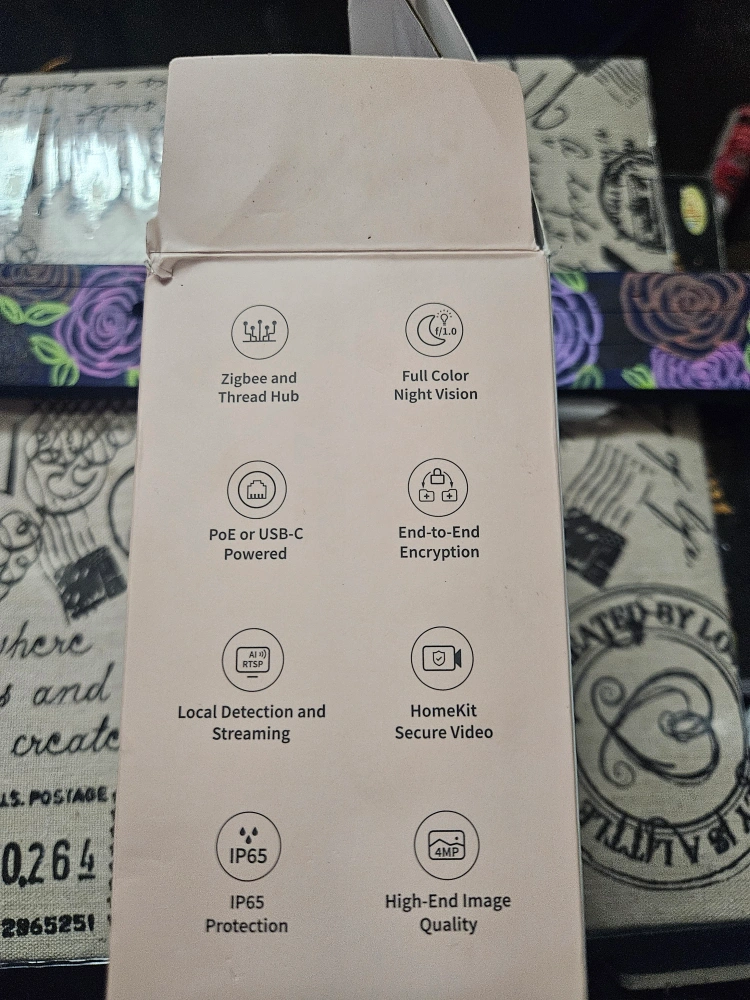 Zigbee and
Thread Hub
f/1.0
Full Color
Night Vision
PoE or USB-C
Powered
End-to-End
Encryption
AI
RTSP
Local Detection and
Streaming
HomeKit
Secure Video
IP65
IP65
Protection
4MP
High-End Image
Quality
where
s and
create
U.S. POSTAGE
0.264
2865251
EATED BY LO